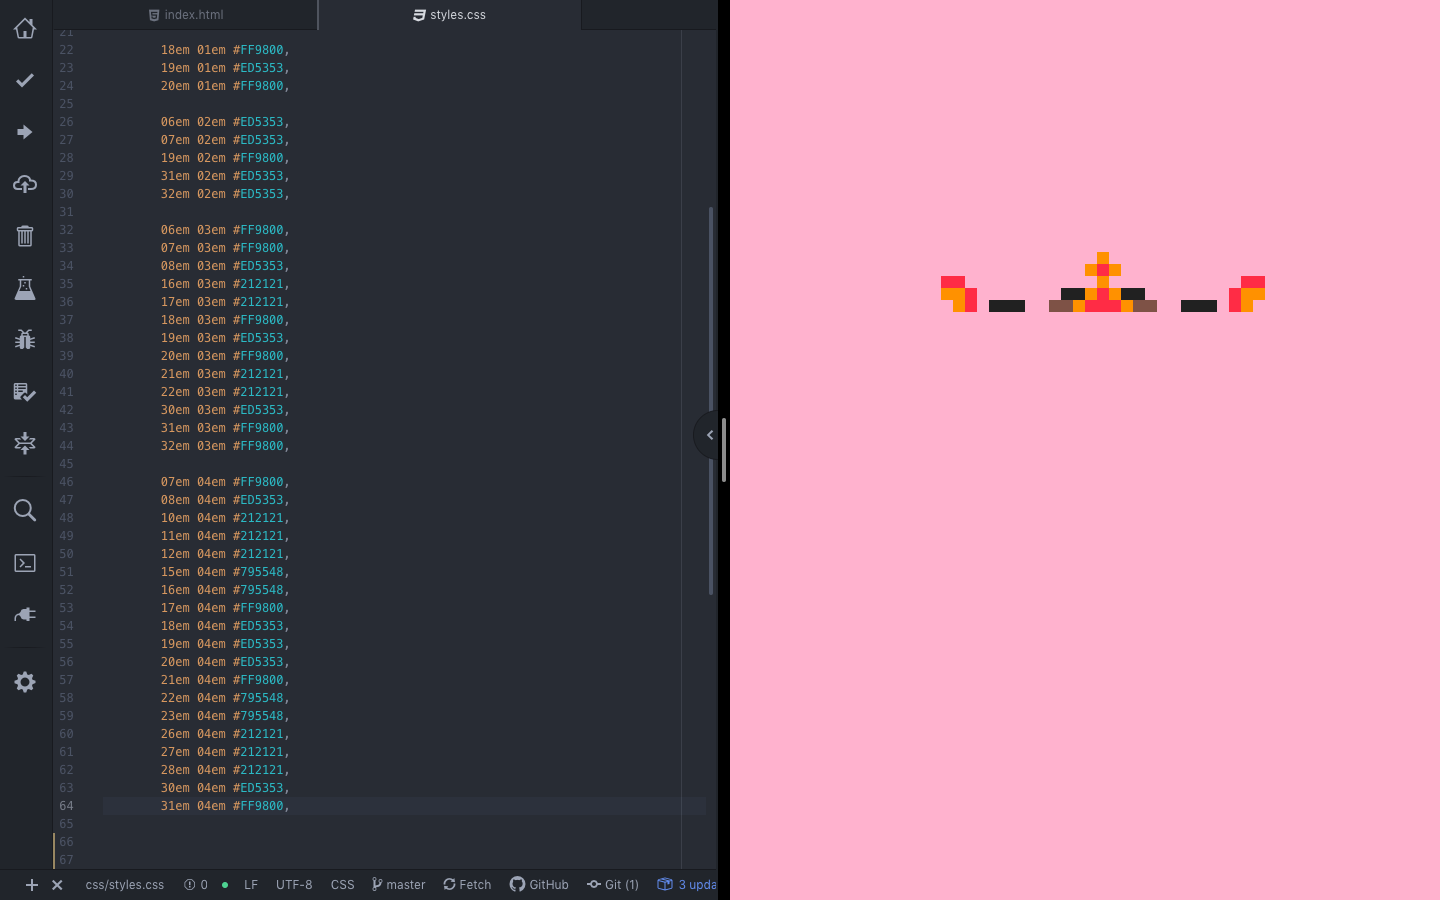 index.html
styles.css
21
22 18em 01em #FF9800,
23 19em 01em #ED5353,
24 20em 01em #FF9800,
25
26 06em 02em #ED5353,
27 07em 02em #ED5353,
28 19em 02em #FF9800,
29 31em 02em #ED5353,
30 32em 02em #ED5353,
31
32 06em 03em #FF9800,
33 07em 03em #FF9800,
34 08em 03em #ED5353,
35 16em 03em #212121,
36 17em 03em #212121,
37 18em 03em #FF9800,
38 19em 03em #ED5353,
39 20em 03em #FF9800,
40 21em 03em #212121,
41 22em 03em #212121,
42 30em 03em #ED5353,
43 31em 03em #FF9800,
44 32em 03em #FF9800,
45
46 07em 04em #FF9800,
47 08em 04em #ED5353,
48 10em 04em #212121,
49 11em 04em #212121,
50 12em 04em #212121,
51 15em 04em #795548,
52 16em 04em #795548,
53 17em 04em #FF9800,
54 18em 04em #ED5353,
55 19em 04em #ED5353,
56 20em 04em #ED5353,
57 21em 04em #FF9800,
58 22em 04em #795548,
59 23em 04em #795548,
60 26em 04em #212121,
61 27em 04em #212121,
62 28em 04em #212121,
63 30em 04em #ED5353,
64 31em 04em #FF9800,
65
66
67
css/styles.css 0 LF UTF-8 CSS master Fetch GitHub Git (1) 3 upda